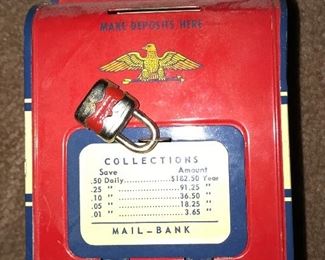 MAKE DEPOSITS HERE
COLLECTIONS
Save Amount
.50 Daily.......$182.50 Year
.25 " ............ 91.25 "
.10 " ............ 36.50 "
.05 " ............ 18.25 "
.01 " ............ 3.65 "
MAIL-BANK